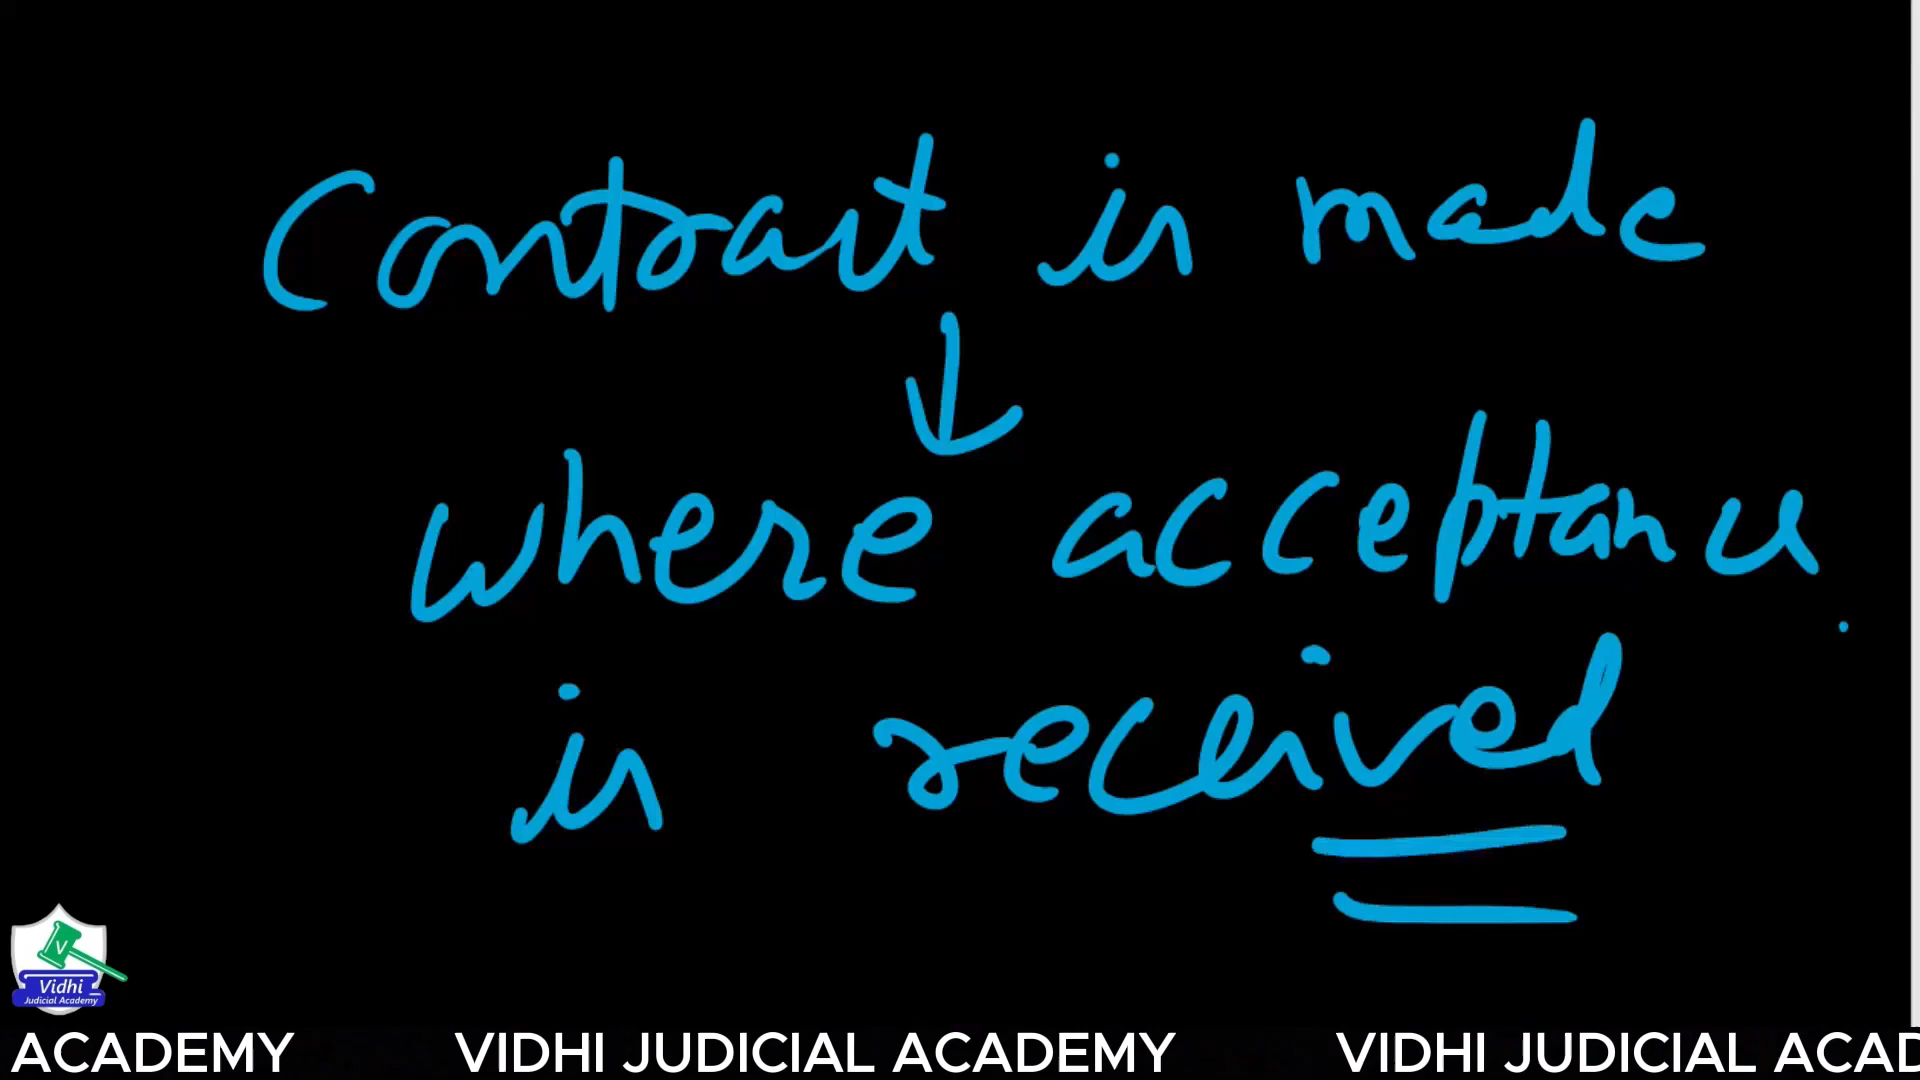 Contract is made
where acceptance
is received
V
Vidhi
Judicial Academy
ACADEMY VIDHI JUDICIAL ACADEMY VIDHI JUDICIAL ACAD